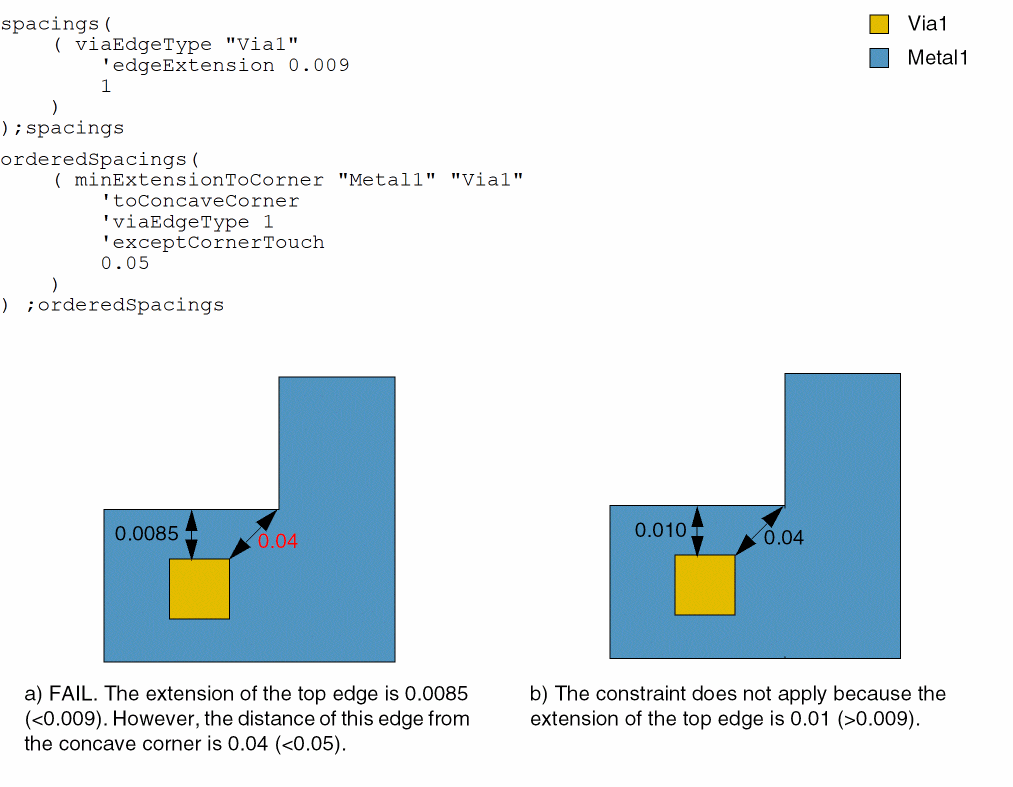 spacings(
( viaEdgeType "Via1"
'edgeExtension 0.009
1
)
);spacings
orderedSpacings(
( minExtensionToCorner "Metal1" "Via1"
'toConcaveCorner
'viaEdgeType 1
'exceptCornerTouch
0.05
)
) ;orderedSpacings
Via1
Metal1
0.0085
0.04
a) FAIL. The extension of the top edge is 0.0085
(<0.009). However, the distance of this edge from
the concave corner is 0.04 (<0.05).
0.010
0.04
b) The constraint does not apply because the
extension of the top edge is 0.01 (>0.009).